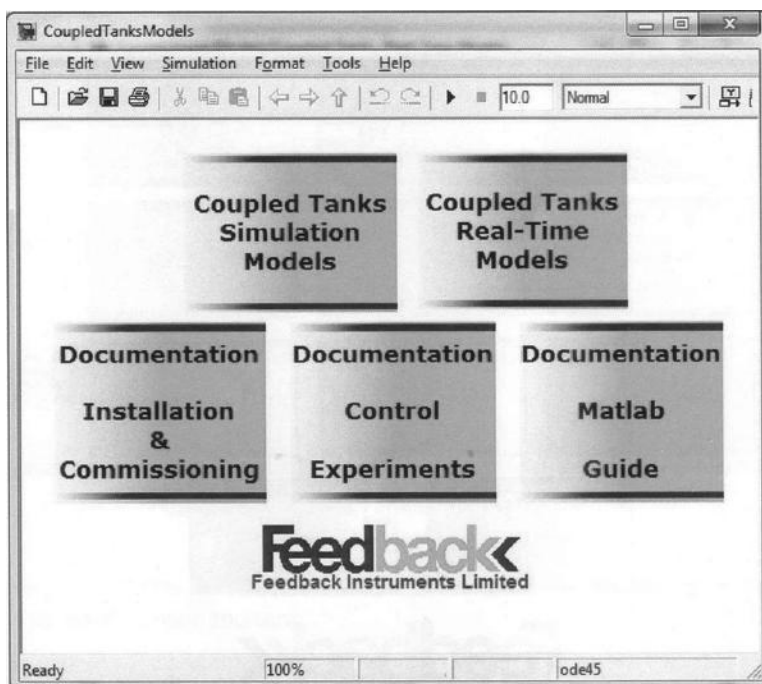 CoupledTanksModels
File Edit View Simulation Format Tools Help
10.0 Normal
Coupled Tanks
Simulation
Models
Coupled Tanks
Real-Time
Models
Documentation
Installation
&
Commissioning
Documentation
Control
Experiments
Documentation
Matlab
Guide
Feedback
Feedback Instruments Limited
Ready 100% ode45